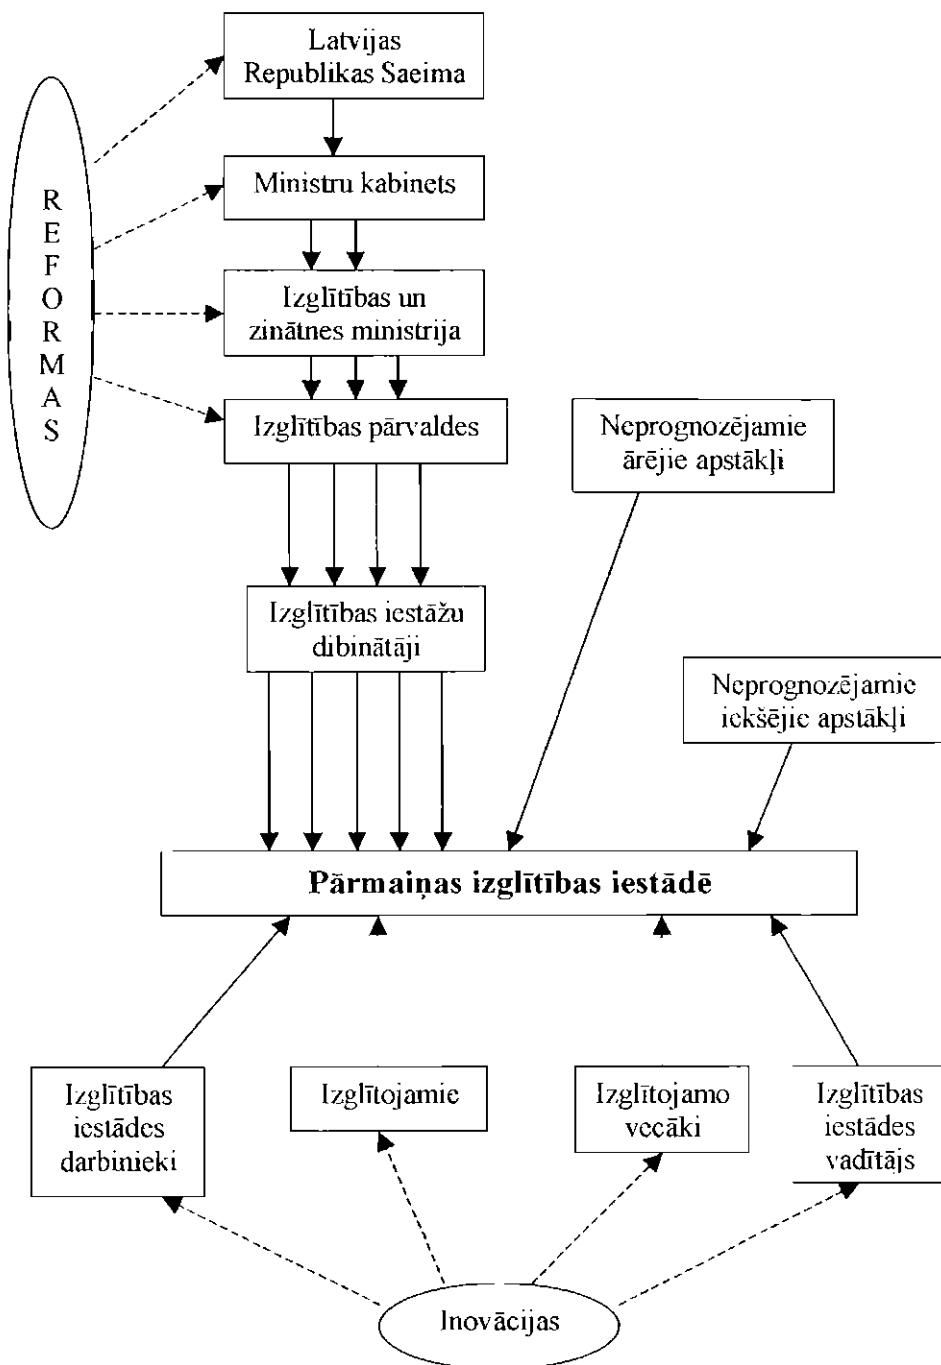 Latvijas
Republikas Saeima
REFORMAS
Ministru kabinets
Izglītības un
zinātnes ministrija
Izglītības pārvaldes
Neprognozējamie
ārējie apstākļi
Izglītības iestāžu
dibinātāji
Neprognozējamie
iekšējie apstākļi
Pārmaiņas izglītības iestādē
Izglītības
iestādes
darbinieki
Izglītojamie
Izglītojamo
vecāki
Izglītības
iestādes
vadītājs
Inovācijas